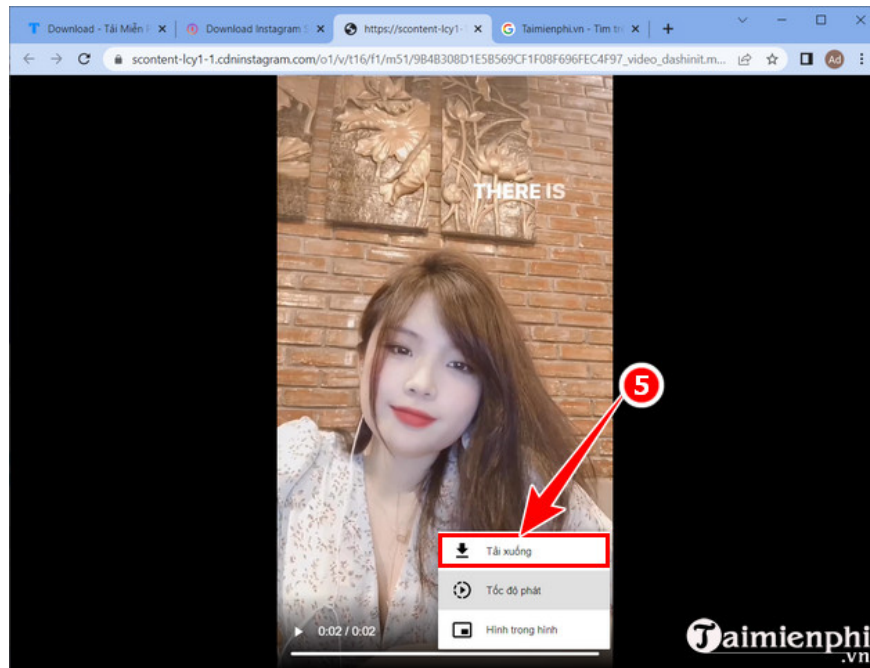 Download - Tải Miễn
Download Instagram S
https://scontent-lcy1-
Taimienphi.vn - Tìm tr
scontent-lcy1-1.cdninstagram.com/o1/v/t16/f1/m51/9B4B308D1E5B569CF1F08F696FEC4F97_video_dashinit.m...
Ad
THERE IS
5
Tải xuống
Tốc độ phát
Hình trong hình
0:02 / 0:02
Taimienphi
.vn